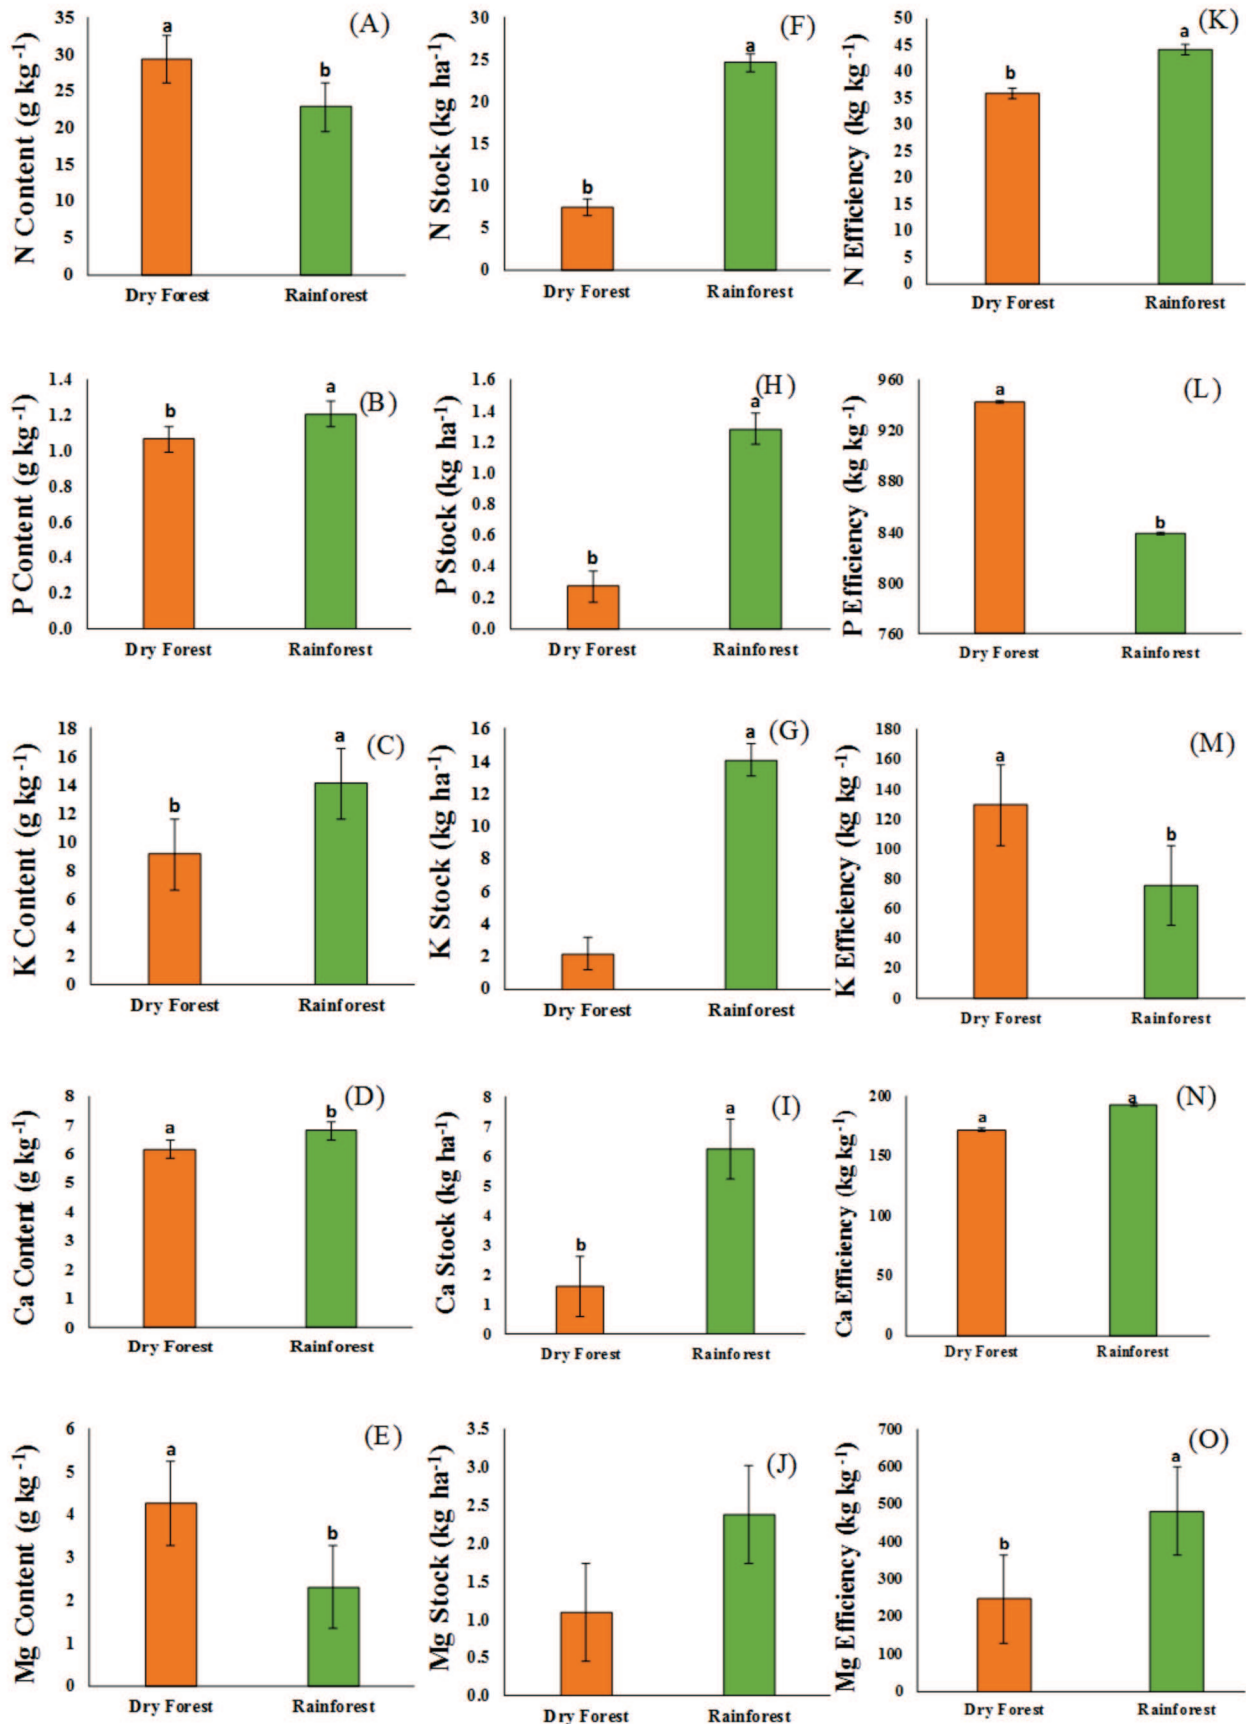 (A)
N Content (g kg⁻¹)
35
30
25
20
15
10
5
0
a
b
Dry Forest
Rainforest
(F)
N Stock (kg ha⁻¹)
30
25
20
15
10
5
0
b
a
Dry Forest
Rainforest
(K)
N Efficiency (kg kg⁻¹)
50
45
40
35
30
25
20
15
10
5
0
b
a
Dry Forest
Rainforest
(B)
P Content (g kg⁻¹)
1.4
1.2
1.0
0.8
0.6
0.4
0.2
0.0
b
a
Dry Forest
Rainforest
(H)
P Stock (kg ha⁻¹)
1.6
1.4
1.2
1.0
0.8
0.6
0.4
0.2
0.0
b
a
Dry Forest
Rainforest
(L)
P Efficiency (kg kg⁻¹)
960
920
880
840
800
760
a
b
Dry Forest
Rainforest
(C)
K Content (g kg⁻¹)
18
16
14
12
10
8
6
4
2
0
b
a
Dry Forest
Rainforest
(G)
K Stock (kg ha⁻¹)
16
14
12
10
8
6
4
2
0
a
Dry Forest
Rainforest
(M)
K Efficiency (kg kg⁻¹)
180
160
140
120
100
80
60
40
20
0
a
b
Dry Forest
Rainforest
(D)
Ca Content (g kg⁻¹)
8
7
6
5
4
3
2
1
0
a
b
Dry Forest
Rainforest
(I)
Ca Stock (kg ha⁻¹)
8
7
6
5
4
3
2
1
0
b
a
Dry Forest
Rainforest
(N)
Ca Efficiency (kg kg⁻¹)
200
150
100
50
0
a
a
Dry Forest
Rainforest
(E)
Mg Content (g kg⁻¹)
6
5
4
3
2
1
0
a
b
Dry Forest
Rainforest
(J)
Mg Stock (kg ha⁻¹)
3.5
3.0
2.5
2.0
1.5
1.0
0.5
0.0
Dry Forest
Rainforest
(O)
Mg Efficiency (kg kg⁻¹)
700
600
500
400
300
200
100
0
b
a
Dry Forest
Rainforest